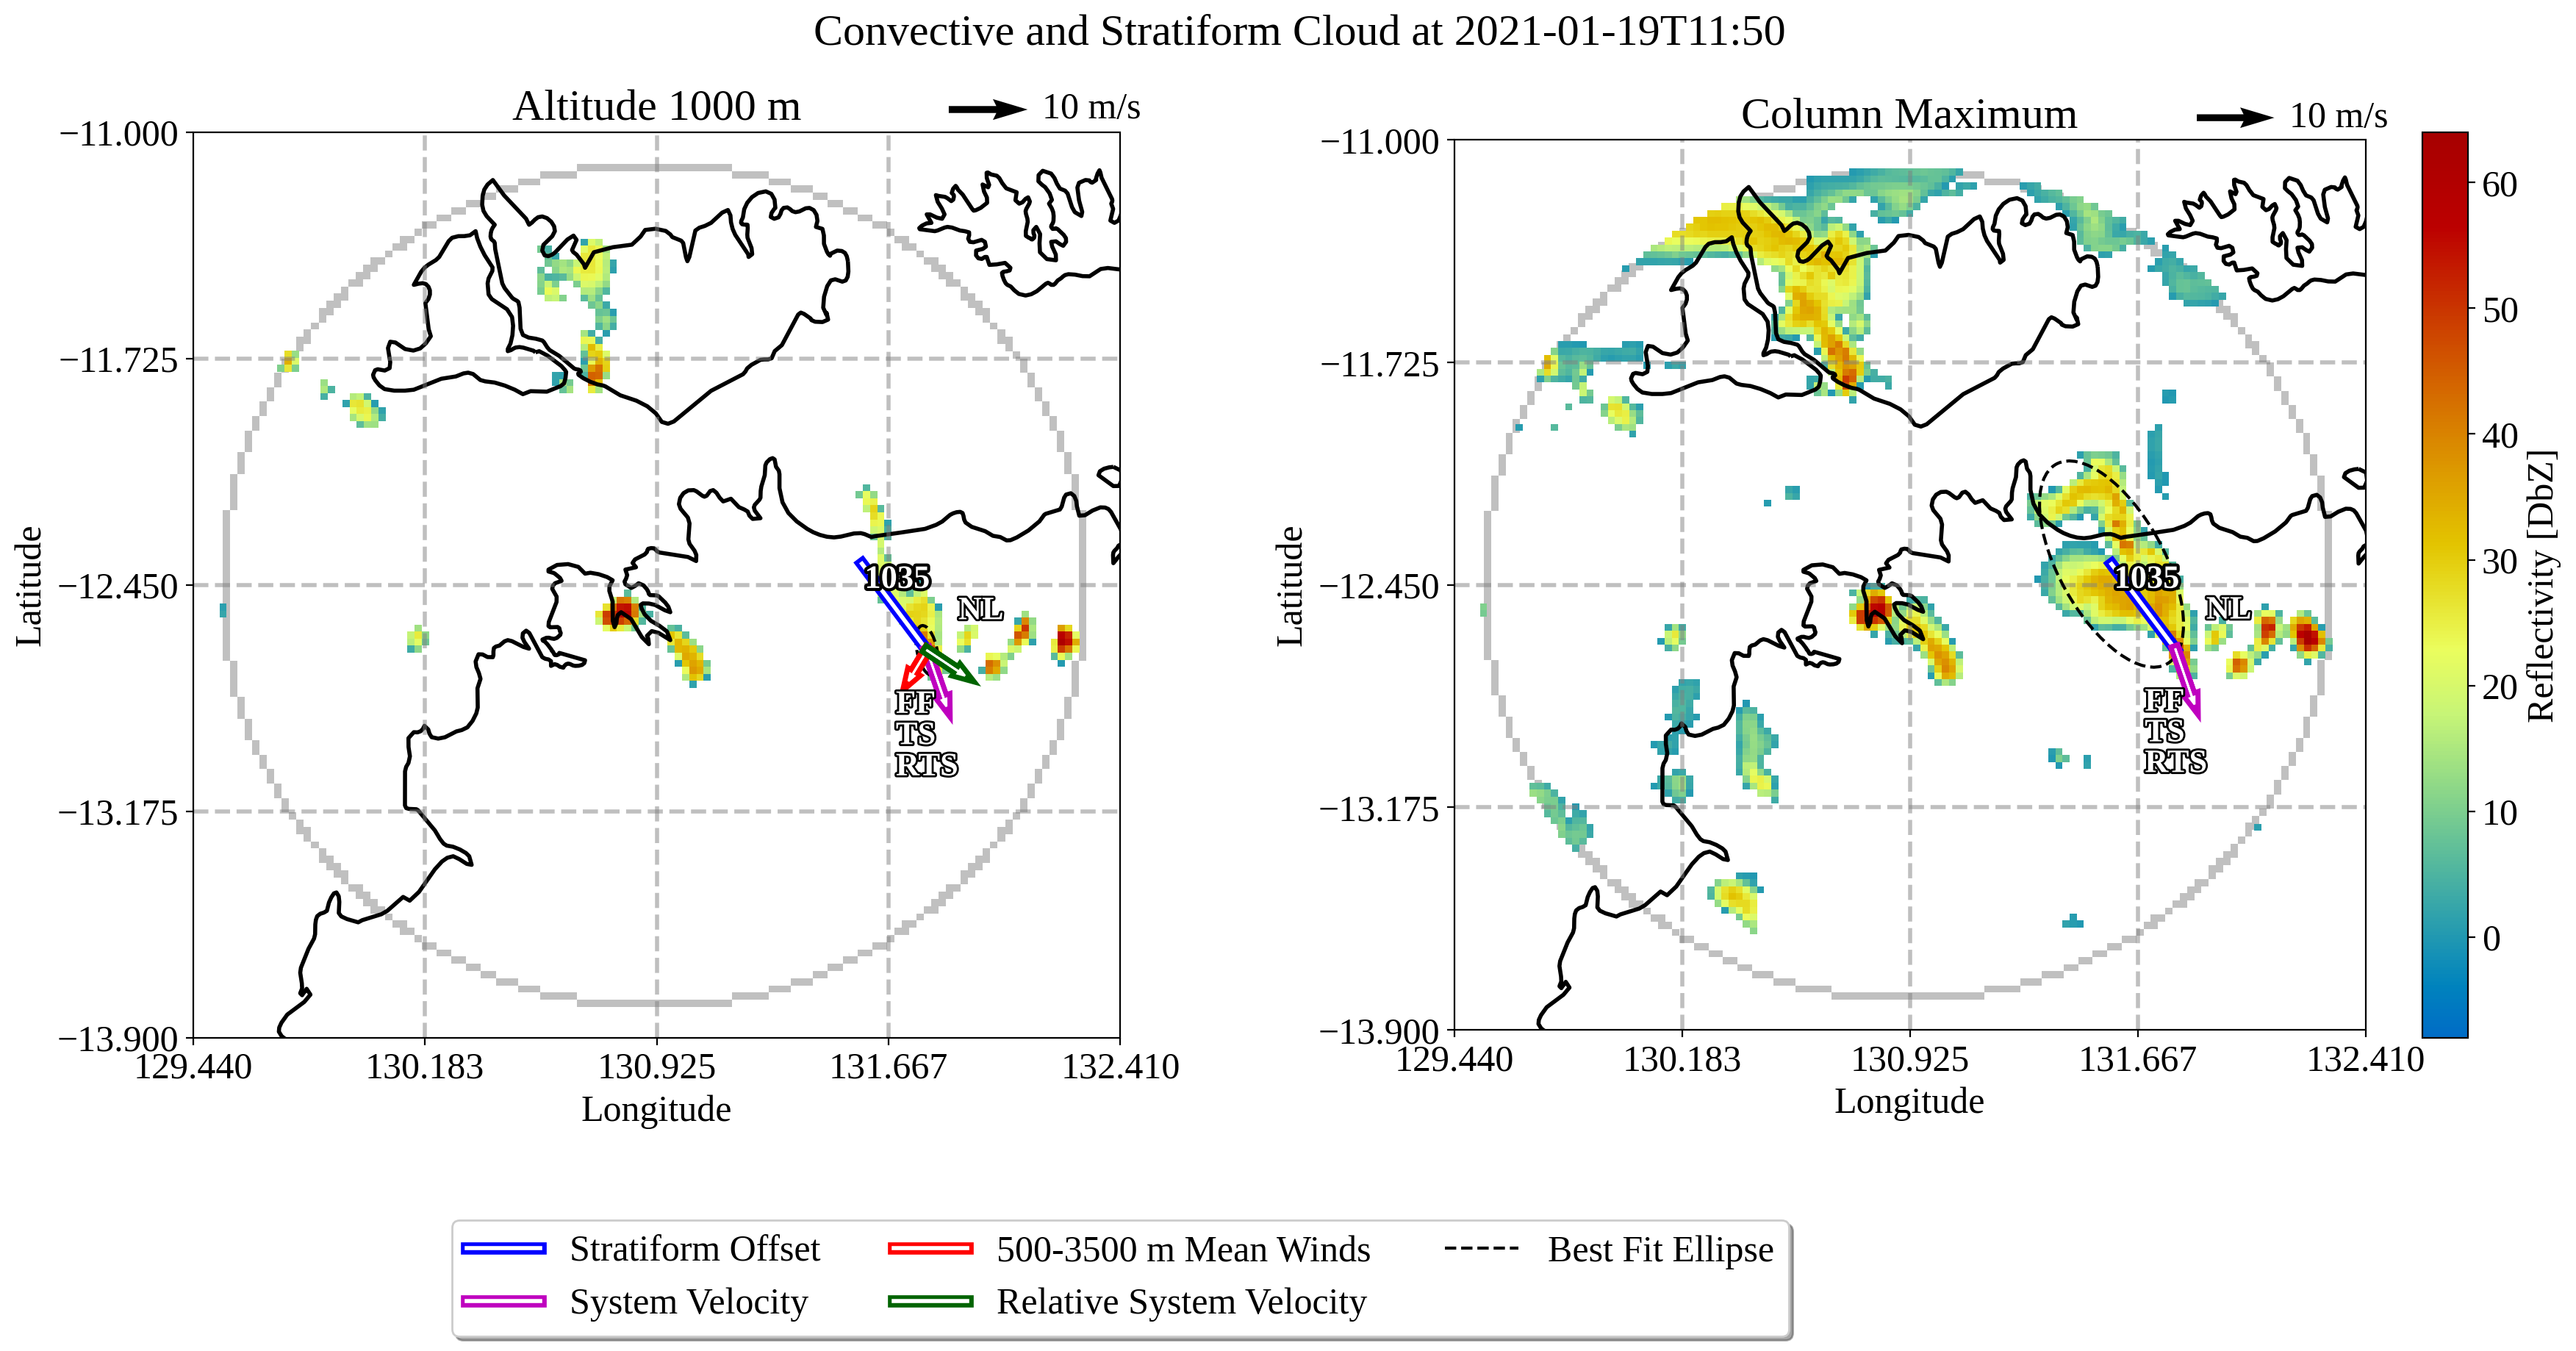 Convective and Stratiform Cloud at 2021-01-19T11:50
Altitude 1000 m
10 m/s
−11.000
−11.725
−12.450
−13.175
−13.900
Latitude
129.440
130.183
130.925
131.667
132.410
Longitude
1035
NL
FF
TS
RTS
Column Maximum
10 m/s
−11.000
−11.725
−12.450
−13.175
−13.900
Latitude
129.440
130.183
130.925
131.667
132.410
Longitude
1035
NL
FF
TS
RTS
60
50
40
30
20
10
0
Reflectivity [DbZ]
Stratiform Offset
System Velocity
500-3500 m Mean Winds
Relative System Velocity
Best Fit Ellipse